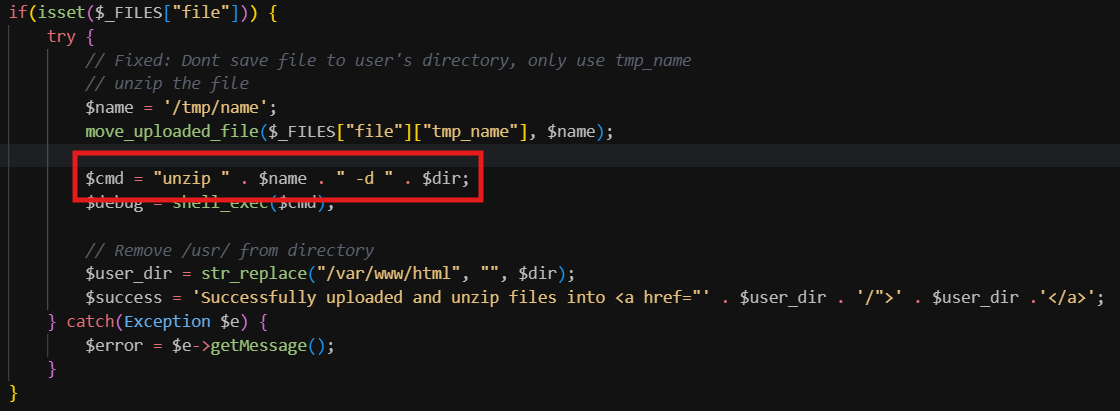 if(isset($_FILES["file"])) {
try {
// Fixed: Dont save file to user's directory, only use tmp_name
// unzip the file
$name = '/tmp/name';
move_uploaded_file($_FILES["file"]["tmp_name"], $name);
$cmd = "unzip " . $name . " -d " . $dir;
$debug = shell_exec($cmd);
// Remove /usr/ from directory
$user_dir = str_replace("/var/www/html", "", $dir);
$success = 'Successfully uploaded and unzip files into <a href="' . $user_dir . '/">' . $user_dir .'</a>';
} catch(Exception $e) {
$error = $e->getMessage();
}
}